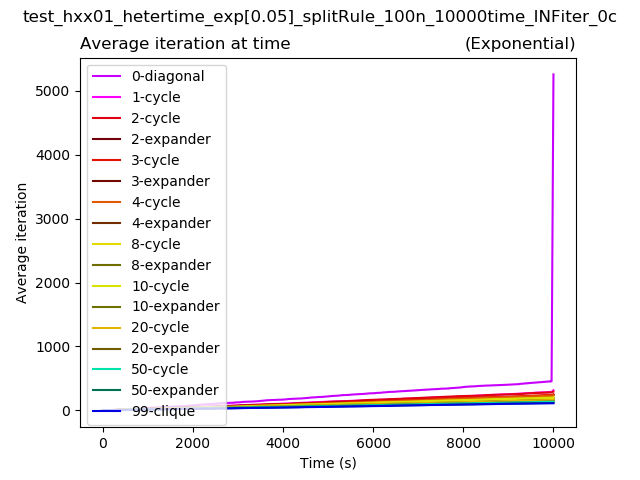 test_hxx01_hetertime_exp[0.05]_splitRule_100n_10000time_INFiter_0c
Average iteration at time (Exponential)
0-diagonal
1-cycle
2-cycle
2-expander
3-cycle
3-expander
4-cycle
4-expander
8-cycle
8-expander
10-cycle
10-expander
20-cycle
20-expander
50-cycle
50-expander
99-clique
5000
4000
3000
2000
1000
0
Average iteration
0 2000 4000 6000 8000 10000
Time (s)